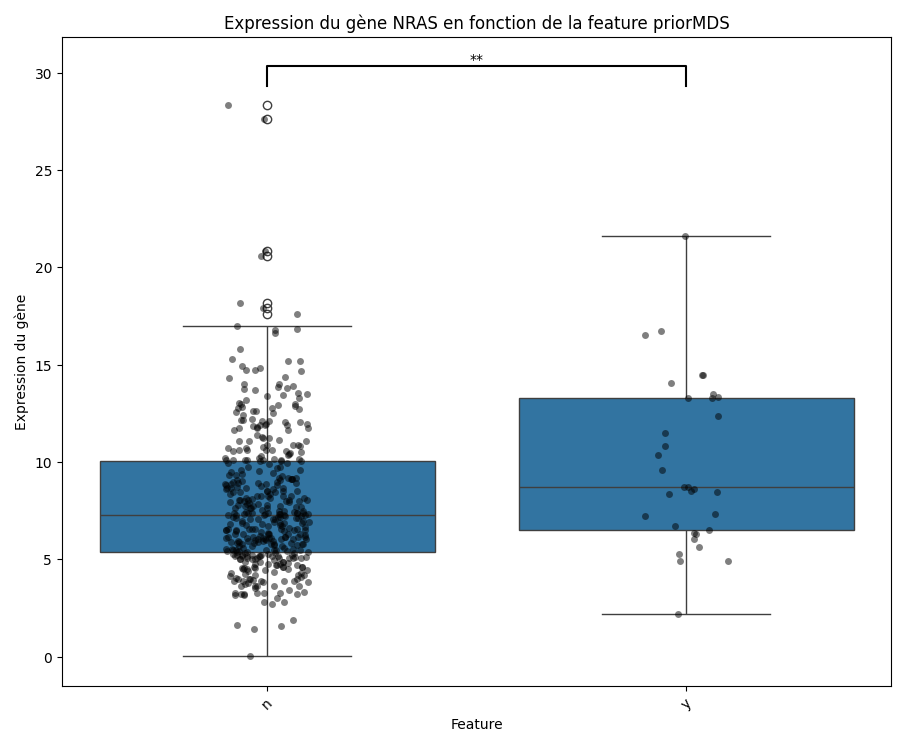 Expression du gène NRAS en fonction de la feature priorMDS
**
30
25
20
15
10
5
0
Expression du gène
n
y
Feature